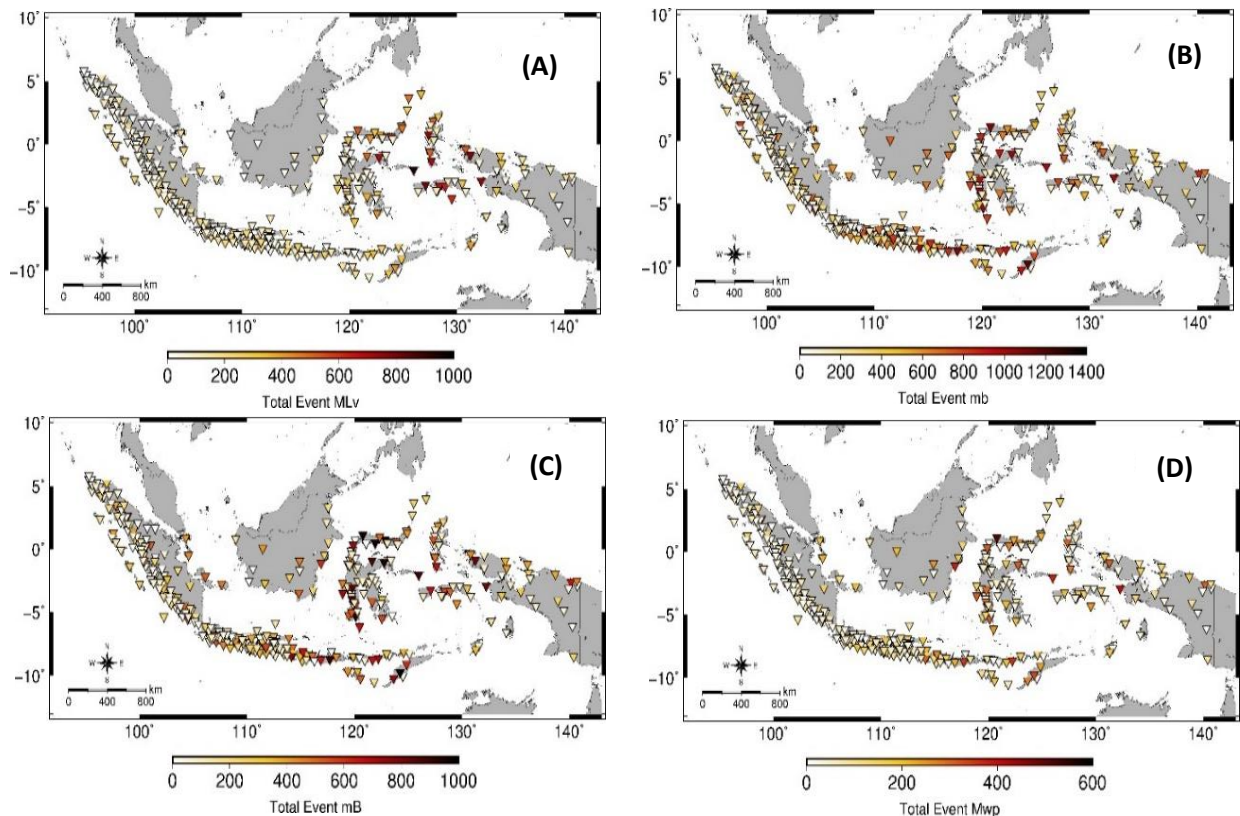 (A)
10°
5°
0°
−5°
−10°
N
W E
S
km
0 400 800
100° 110° 120° 130° 140°
0 200 400 600 800 1000
Total Event MLv
(B)
10°
5°
0°
−5°
−10°
N
W E
S
km
0 400 800
100° 110° 120° 130° 140°
0 200 400 600 800 1000 1200 1400
Total Event mb
(C)
10°
5°
0°
−5°
−10°
N
W E
S
km
0 400 800
100° 110° 120° 130° 140°
0 200 400 600 800 1000
Total Event mB
(D)
10°
5°
0°
−5°
−10°
N
W E
S
km
0 400 800
100° 110° 120° 130° 140°
0 200 400 600
Total Event Mwp